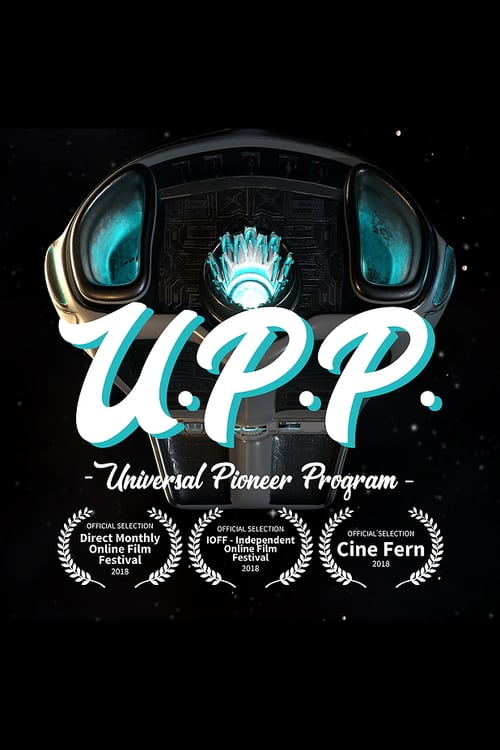 U.P.P.
- Universal Pioneer Program -
OFFICIAL SELECTION
Direct Monthly
Online Film
Festival
2018
OFFICIAL SELECTION
IOFF - Independent
Online Film
Festival
2018
OFFICIAL SELECTION
Cine Fern
2018